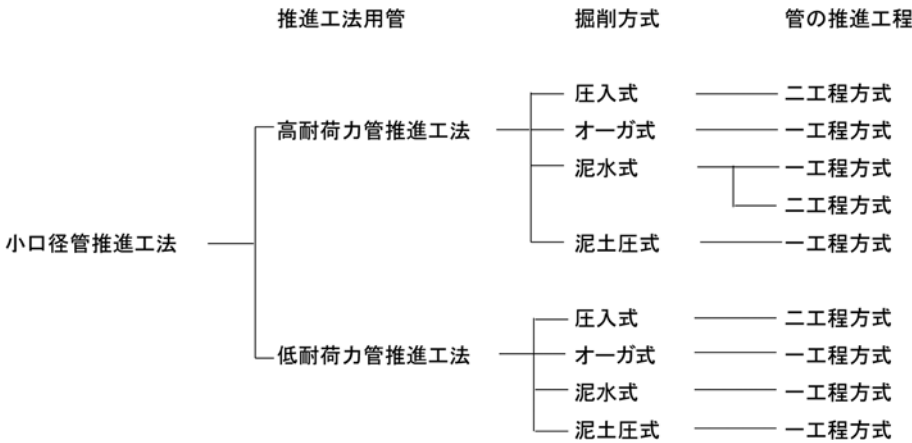 推進工法用管 掘削方式 管の推進工程
圧入式 二工程方式
高耐荷力管推進工法 オーガ式 一工程方式
泥水式 一工程方式
二工程方式
小口径管推進工法 泥土圧式 一工程方式
圧入式 二工程方式
低耐荷力管推進工法 オーガ式 一工程方式
泥水式 一工程方式
泥土圧式 一工程方式